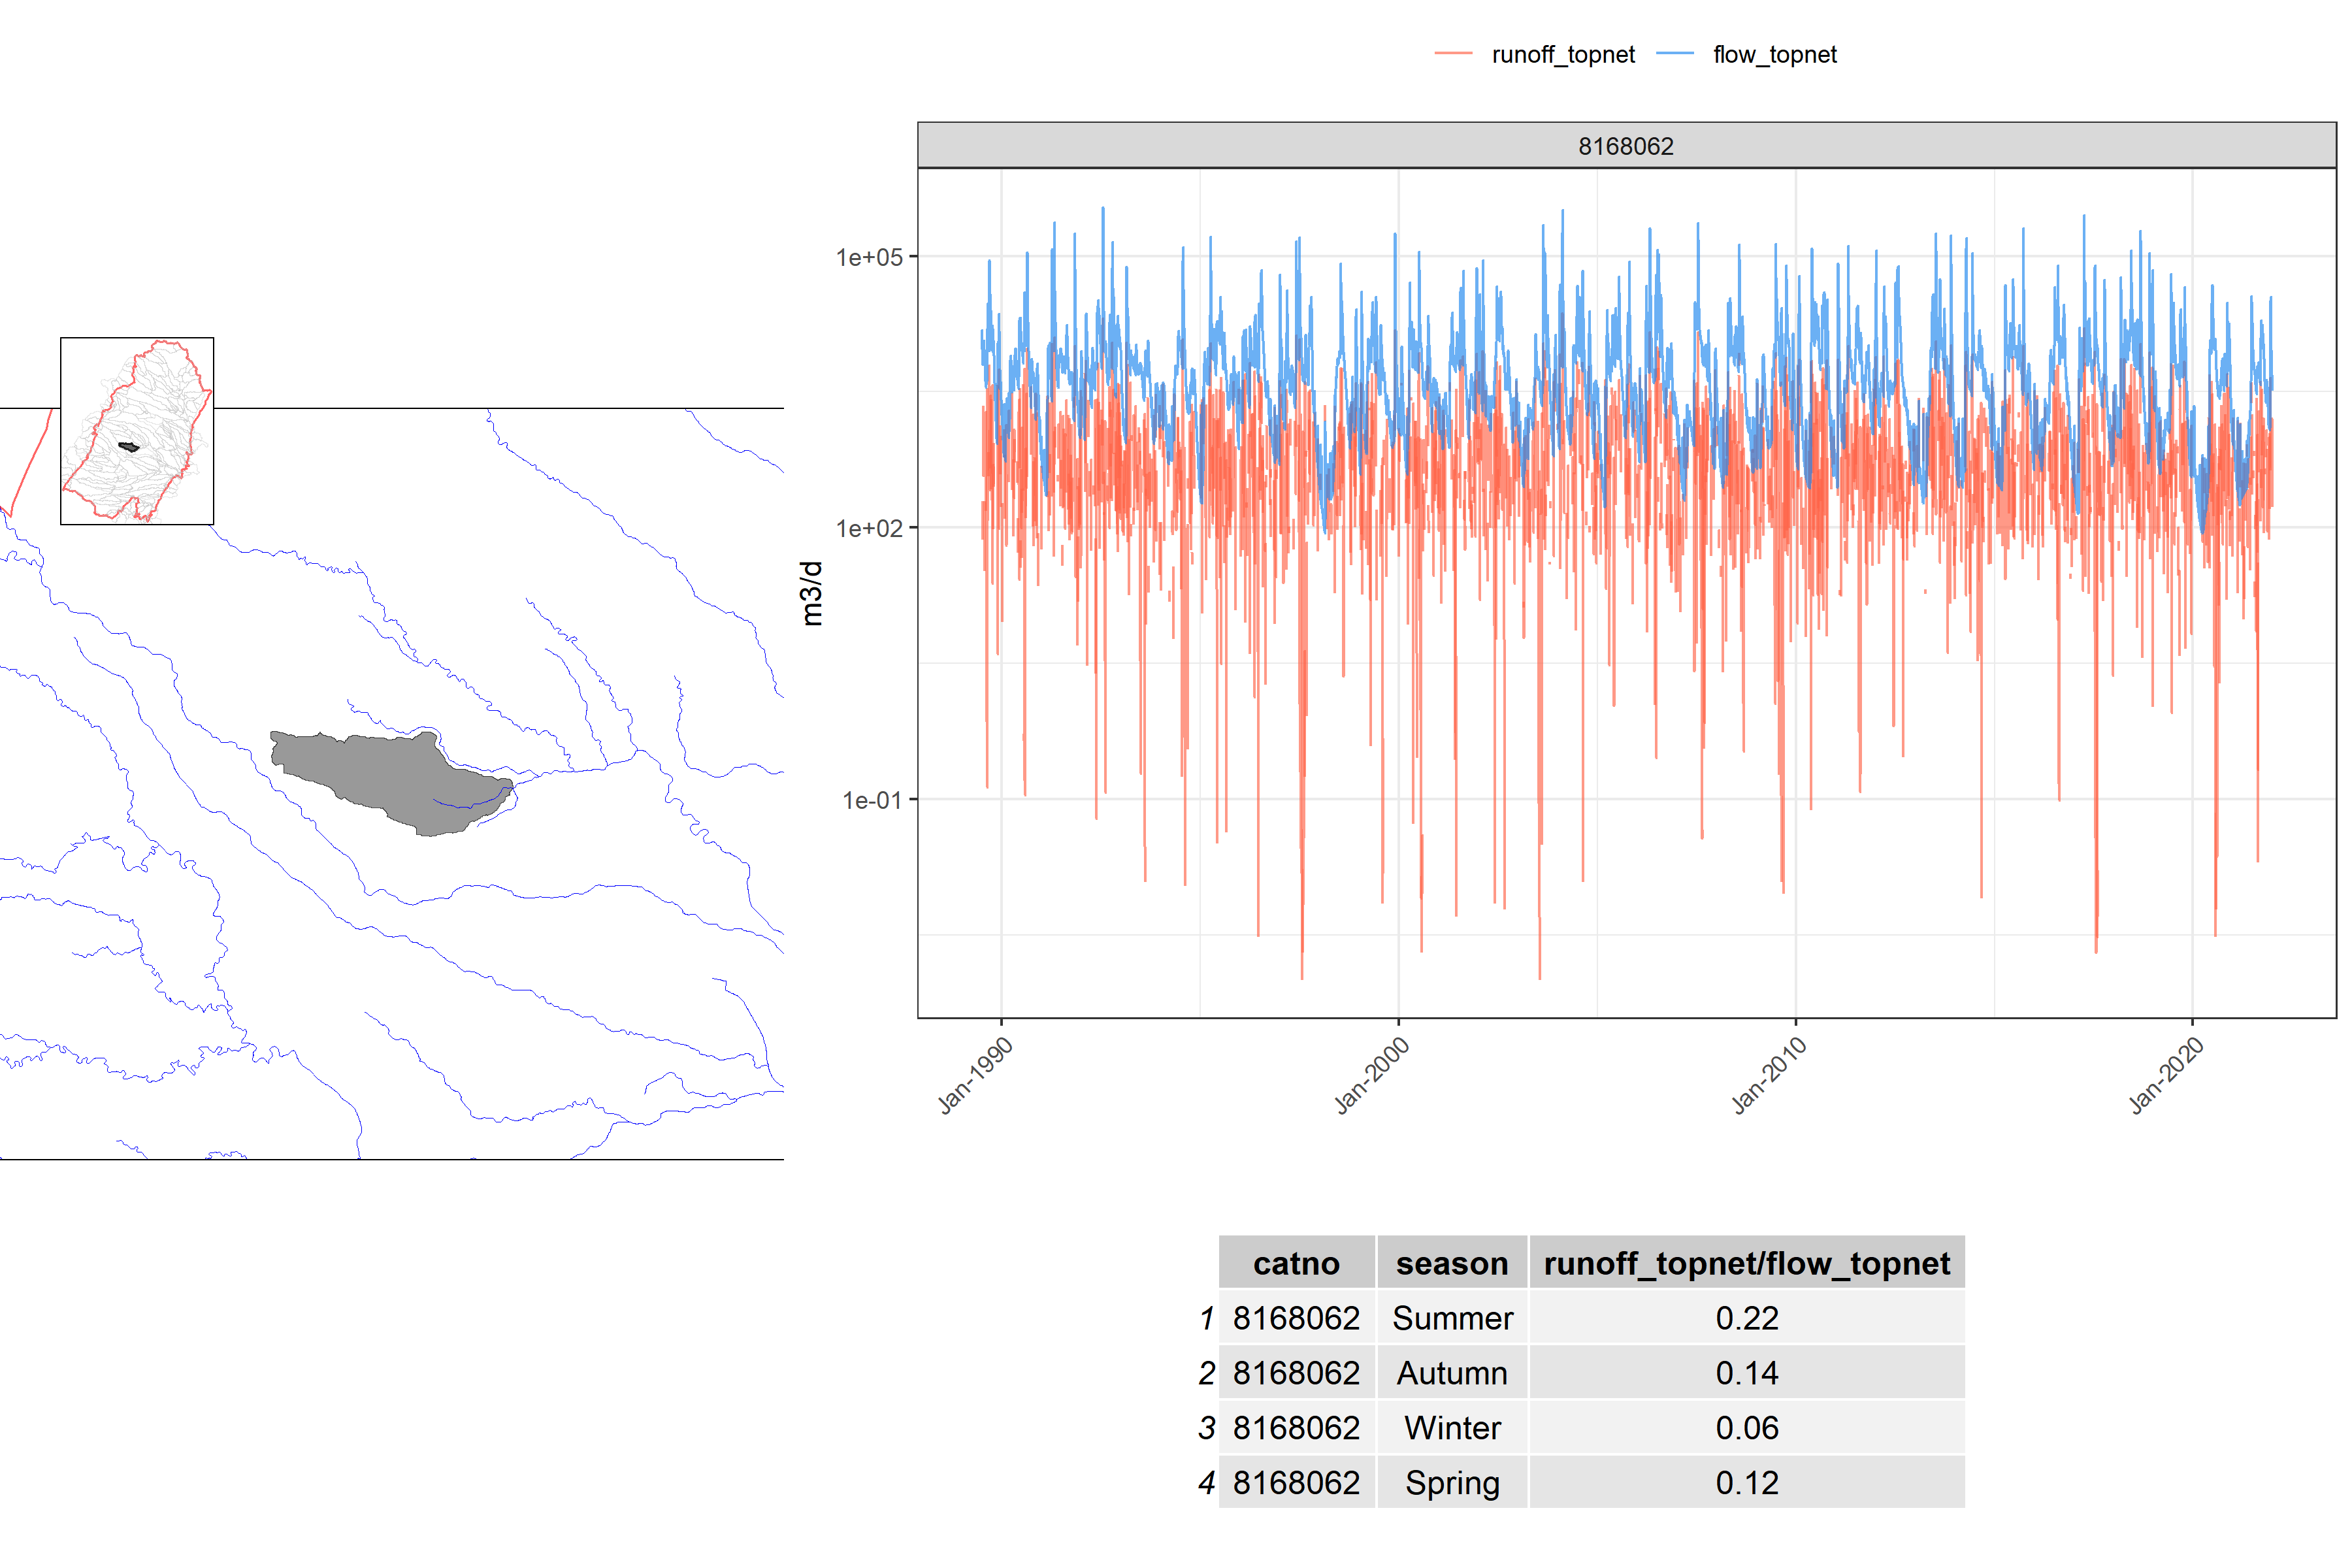 runoff_topnet flow_topnet
8168062
1e+05
1e+02
1e-01
m3/d
Jan-1990 Jan-2000 Jan-2010 Jan-2020
catno season runoff_topnet/flow_topnet
1 8168062 Summer 0.22
2 8168062 Autumn 0.14
3 8168062 Winter 0.06
4 8168062 Spring 0.12